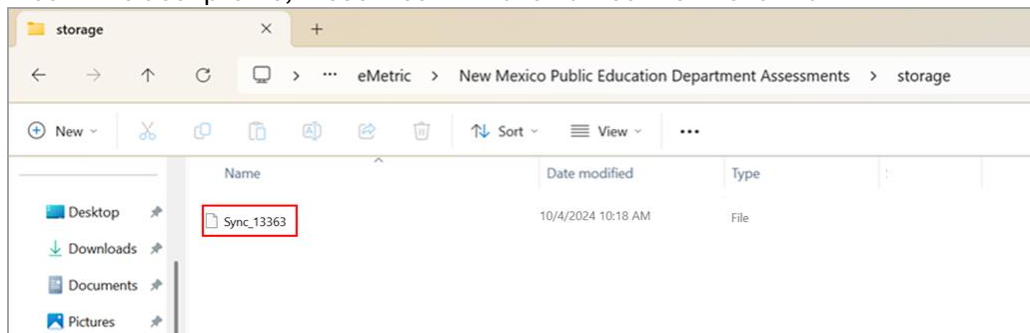 storage
eMetric > New Mexico Public Education Department Assessments > storage
New Sort View
Name Date modified Type
Desktop
Sync_13363 10/4/2024 10:18 AM File
Downloads
Documents
Pictures